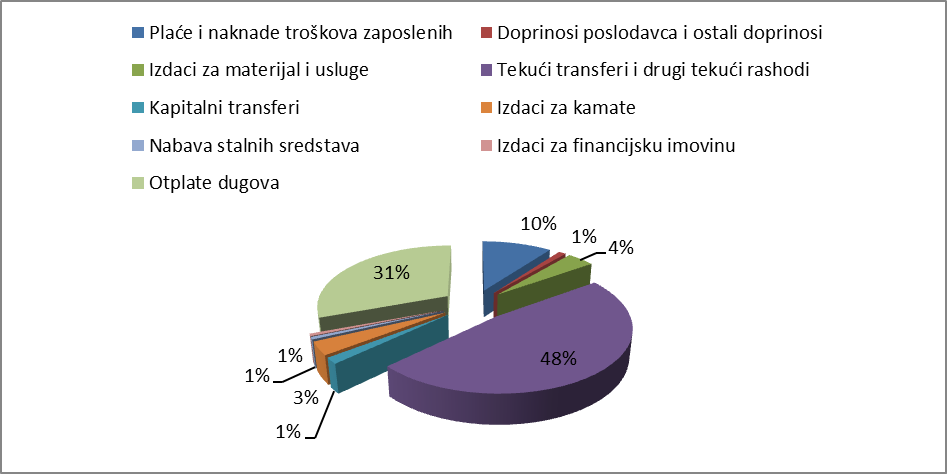 Plaće i naknade troškova zaposlenih
Doprinosi poslodavca i ostali doprinosi
Izdaci za materijal i usluge
Tekući transferi i drugi tekući rashodi
Kapitalni transferi
Izdaci za kamate
Nabava stalnih sredstava
Izdaci za financijsku imovinu
Otplate dugova
10%
1%
4%
31%
48%
1%
1%
3%
1%